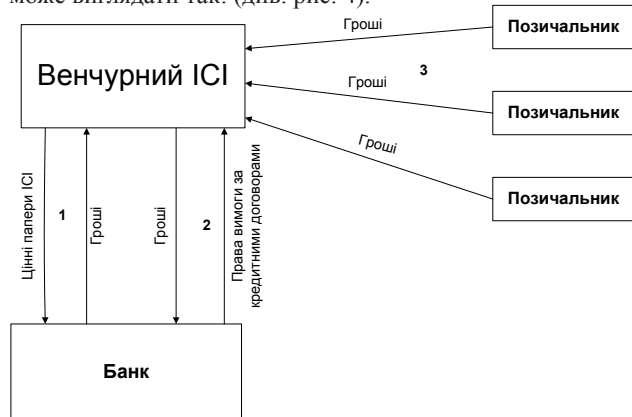 може виглядати так: (див. рис. 4).
Гроші
Позичальник
Венчурний ІСІ
3
Гроші
Позичальник
Гроші
Позичальник
Цінні папери ІСІ
1
Гроші
Гроші
2
Права вимоги за
кредитними договорами
Банк